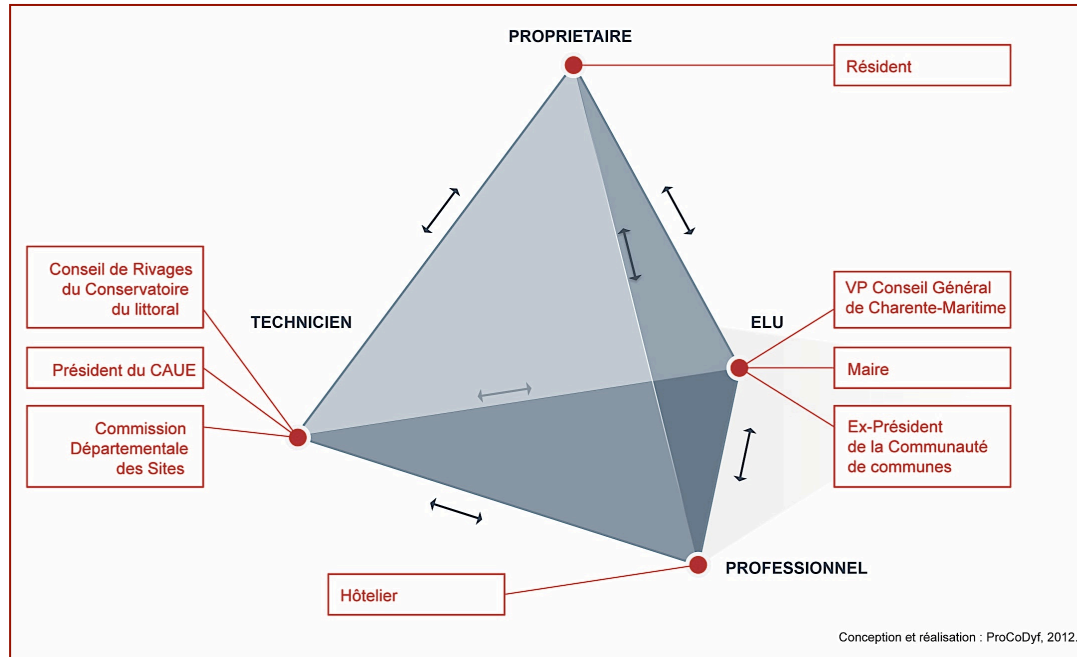 PROPRIETAIRE
Résident
Conseil de Rivages
du Conservatoire
du littoral
TECHNICIEN
ELU
VP Conseil Général
de Charente-Maritime
Président du CAUE
Maire
Commission
Départementale
des Sites
Ex-Président
de la Communauté
de communes
PROFESSIONNEL
Hôtelier
Conception et réalisation : ProCoDyf, 2012.